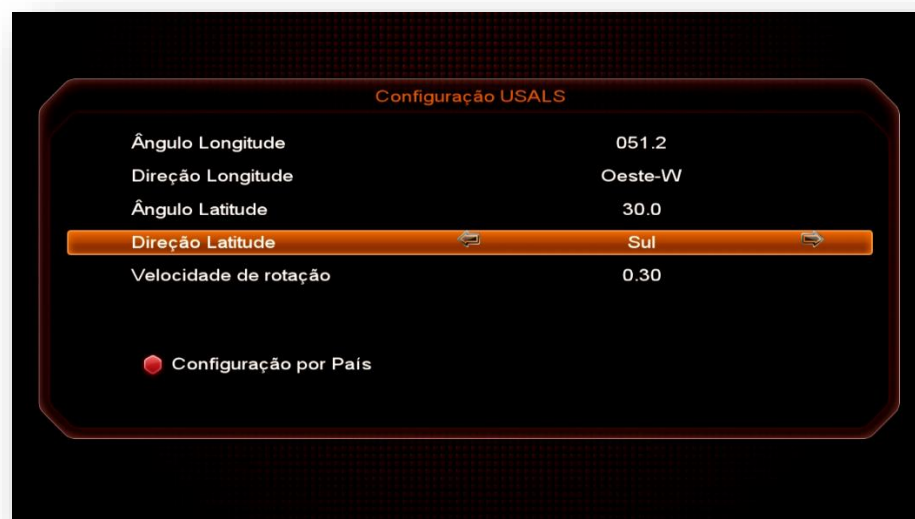 Configuração USALS
Ângulo Longitude 051.2
Direção Longitude Oeste-W
Ângulo Latitude 30.0
Direção Latitude Sul
Velocidade de rotação 0.30
Configuração por País